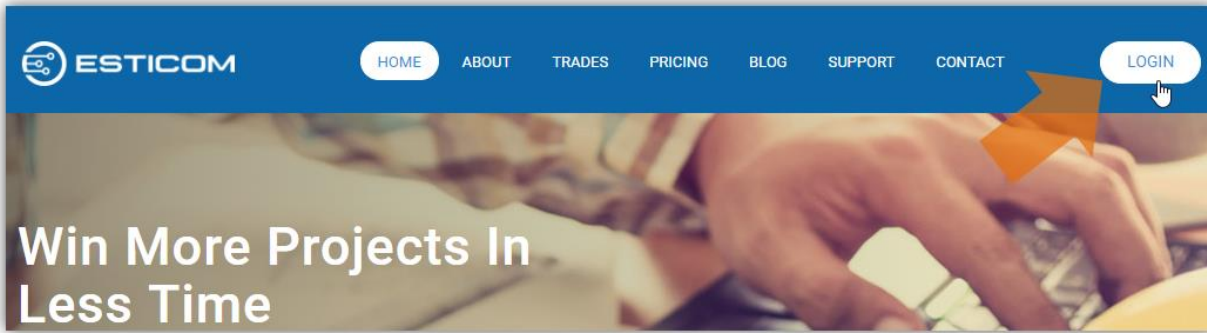 ESTICOM
HOME ABOUT TRADES PRICING BLOG SUPPORT CONTACT LOGIN
Win More Projects In
Less Time